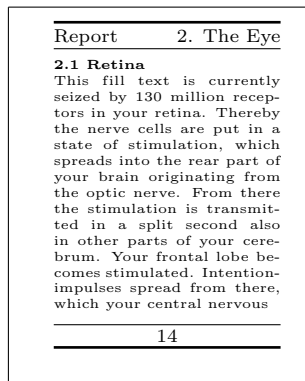 Report 2. The Eye
2.1 Retina
This fill text is currently
seized by 130 million recep-
tors in your retina. Thereby
the nerve cells are put in a
state of stimulation, which
spreads into the rear part of
your brain originating from
the optic nerve. From there
the stimulation is transmit-
ted in a split second also
in other parts of your cere-
brum. Your frontal lobe be-
comes stimulated. Intention-
impulses spread from there,
which your central nervous
14